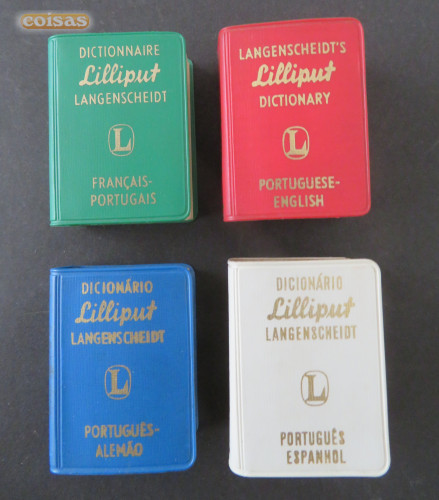 coisas
DICTIONNAIRE
Lilliput
LANGENSCHEIDT
L
FRANÇAIS-
PORTUGAIS
LANGENSCHEIDT'S
Lilliput
DICTIONARY
L
PORTUGUESE-
ENGLISH
DICIONÁRIO
Lilliput
LANGENSCHEIDT
L
PORTUGUÊS-
ALEMÃO
DICIONÁRIO
Lilliput
LANGENSCHEIDT
L
PORTUGUÊS
ESPANHOL